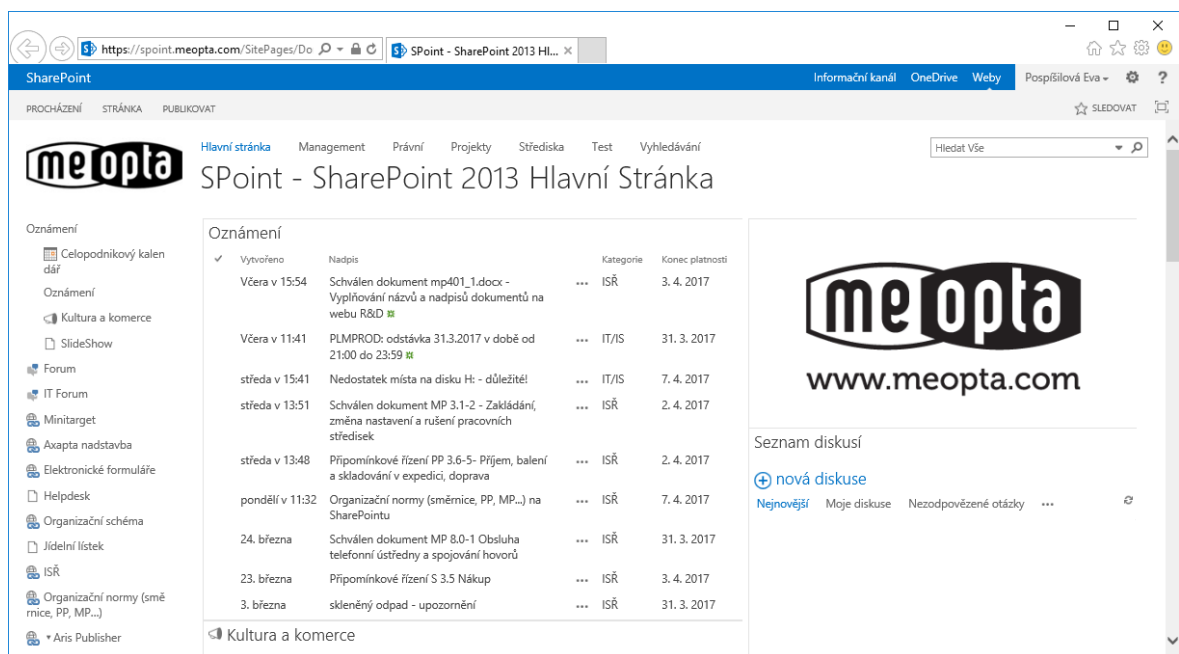 https://spoint.meopta.com/SitePages/Do
SPoint - SharePoint 2013 Hl...
SharePoint
Informační kanál OneDrive Weby Pospíšilová Eva ?
PROCHÁZENÍ STRÁNKA PUBLIKOVAT
SLEDOVAT
meopta
Hlavní stránka Management Právní Projekty Střediska Test Vyhledávání
Hledat Vše
SPoint - SharePoint 2013 Hlavní Stránka
Oznámení
Celopodnikový kalen
dář
Oznámení
Kultura a komerce
SlideShow
Forum
IT Forum
Minitarget
Axapta nadstavba
Elektronické formuláře
Helpdesk
Organizační schéma
Jídelní lístek
ISŘ
Organizační normy (smě
rnice, PP, MP...)
Aris Publisher
Oznámení
Vytvořeno Nadpis Kategorie Konec platnosti
Včera v 15:54 Schválen dokument mp401_1.docx - ... ISŘ 3. 4. 2017
Vyplňování názvů a nadpisů dokumentů na
webu R&D
Včera v 11:41 PLMPROD: odstávka 31.3.2017 v době od ... IT/IS 31. 3. 2017
21:00 do 23:59
středa v 15:41 Nedostatek místa na disku H: - důležité! ... IT/IS 7. 4. 2017
středa v 13:51 Schválen dokument MP 3.1-2 - Zakládání, ... ISŘ 2. 4. 2017
změna nastavení a rušení pracovních
středisek
středa v 13:48 Připomínkové řízení PP 3.6-5- Příjem, balení ... ISŘ 2. 4. 2017
a skladování v expedici, doprava
pondělí v 11:32 Organizační normy (směrnice, PP, MP...) na ... ISŘ 7. 4. 2017
SharePointu
24. března Schválen dokument MP 8.0-1 Obsluha ... ISŘ 31. 3. 2017
telefonní ústředny a spojování hovorů
23. března Připomínkové řízení S 3.5 Nákup ... ISŘ 3. 4. 2017
3. března skleněný odpad - upozornění ... ISŘ 31. 3. 2017
Kultura a komerce
meopta
www.meopta.com
Seznam diskusí
nová diskuse
Nejnovější Moje diskuse Nezodpovězené otázky ...